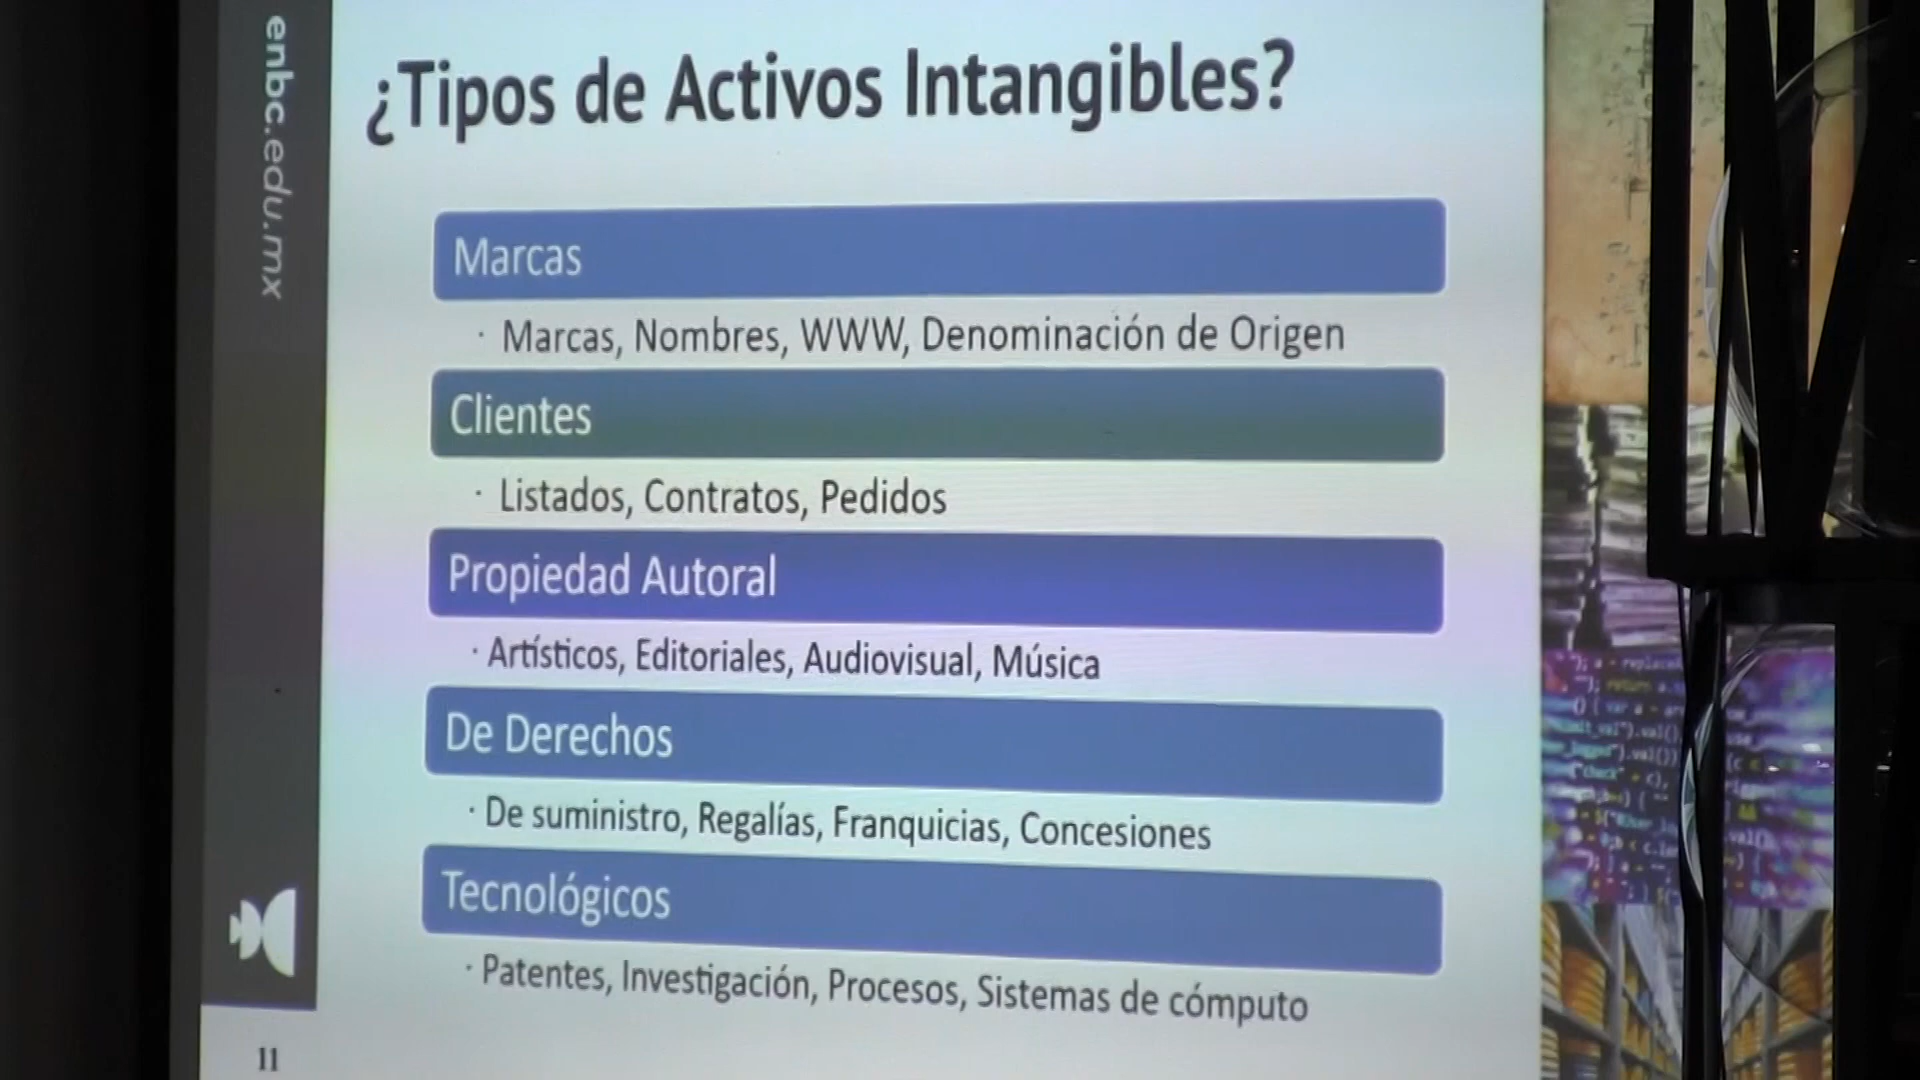 enbc.edu.mx
¿Tipos de Activos Intangibles?
Marcas
· Marcas, Nombres, WWW, Denominación de Origen
Clientes
· Listados, Contratos, Pedidos
Propiedad Autoral
· Artísticos, Editoriales, Audiovisual, Música
De Derechos
· De suministro, Regalías, Franquicias, Concesiones
Tecnológicos
· Patentes, Investigación, Procesos, Sistemas de cómputo
11